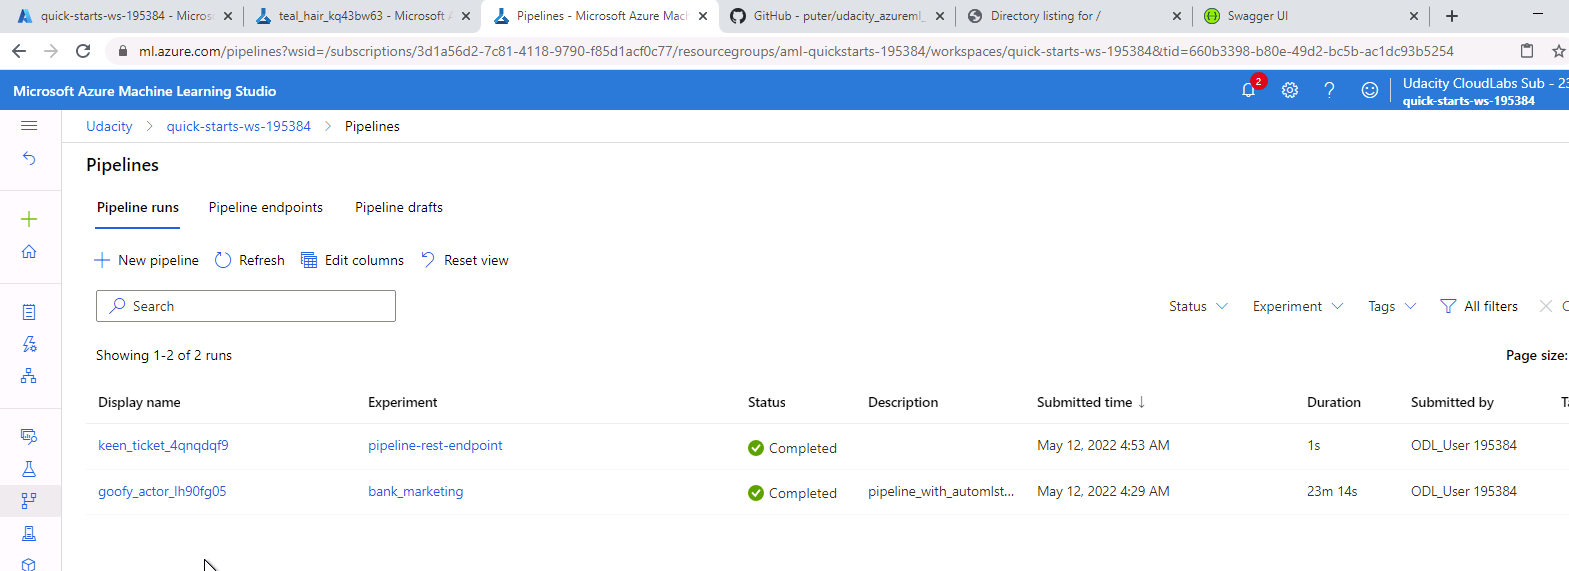 quick-starts-ws-195384 - Micros
teal_hair_kq43bw63 - Microsoft A
Pipelines - Microsoft Azure Mach
GitHub - puter/udacity_azureml_
Directory listing for /
Swagger UI
ml.azure.com/pipelines?wsid=/subscriptions/3d1a56d2-7c81-4118-9790-f85d1acf0c77/resourcegroups/aml-quickstarts-195384/workspaces/quick-starts-ws-195384&tid=660b3398-b80e-49d2-bc5b-ac1dc93b5254
Microsoft Azure Machine Learning Studio
2
Udacity CloudLabs Sub - 23
quick-starts-ws-195384
Udacity > quick-starts-ws-195384 > Pipelines
Pipelines
Pipeline runs Pipeline endpoints Pipeline drafts
New pipeline Refresh Edit columns Reset view
Search
Status Experiment Tags All filters
Showing 1-2 of 2 runs
Page size:
Display name Experiment Status Description Submitted time ↓ Duration Submitted by
keen_ticket_4qnqdqf9 pipeline-rest-endpoint Completed May 12, 2022 4:53 AM 1s ODL_User 195384
goofy_actor_lh90fg05 bank_marketing Completed pipeline_with_automlst... May 12, 2022 4:29 AM 23m 14s ODL_User 195384